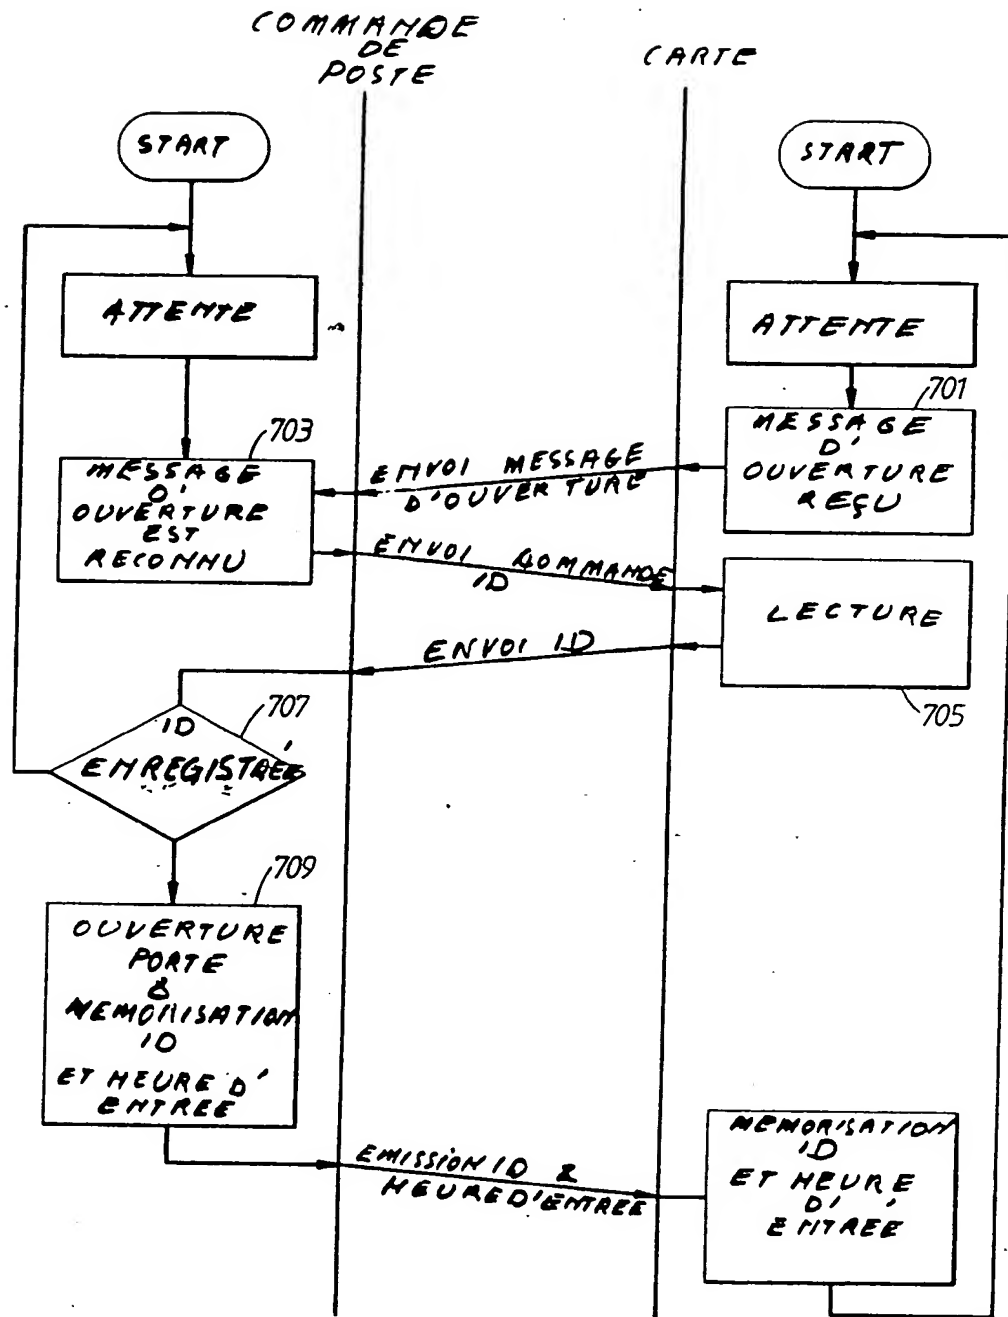 COMMANDE
DE
POSTE
CARTE
START
START
ATTENTE
ATTENTE
701
MESSAGE
D'
OUVERTURE
REÇU
703
MESSAGE
D'
OUVERTURE
EST
RECONNU
ENVOI MESSAGE
D'OUVERTURE
ENVOI COMMANDE
ID
LECTURE
705
ENVOI ID
707
ID
ENREGISTRÉE
709
OUVERTURE
PORTE
&
MEMORISATION
ID
ET HEURE D'
ENTREE
EMISSION ID &
HEURE D'ENTREE
MEMORISATION
ID
ET HEURE
D'
ENTRÉE